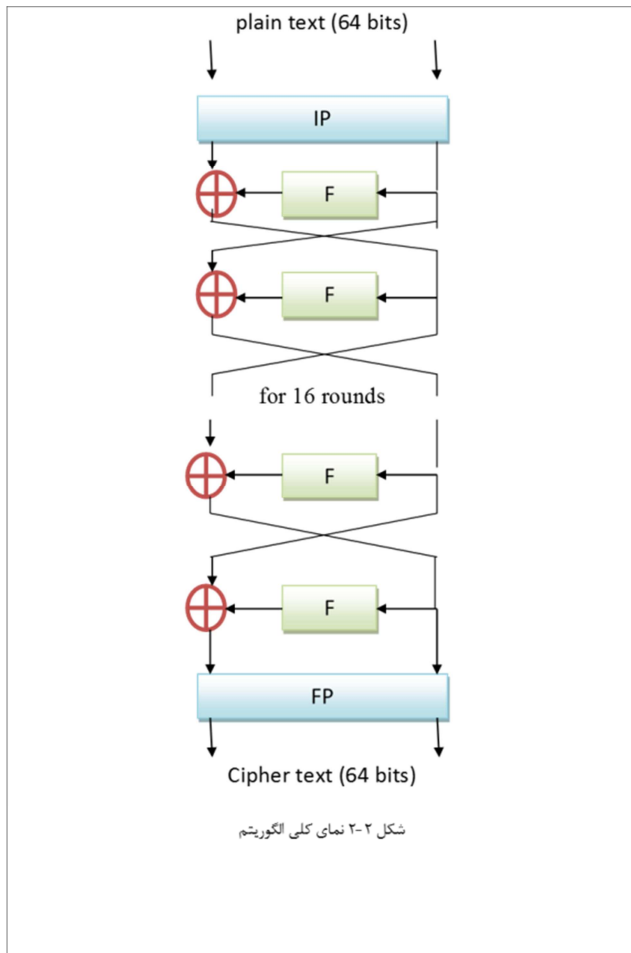 plain text (64 bits)
IP
F
F
for 16 rounds
F
F
FP
Cipher text (64 bits)
شکل ۲-۲ نمای کلی الگوریتم